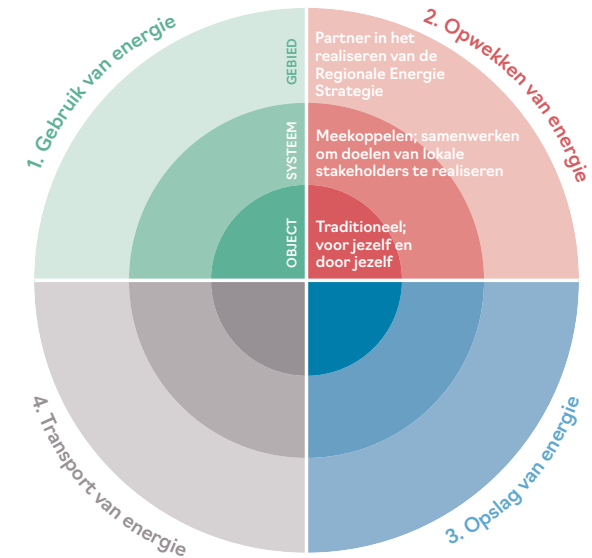 1. Gebruik van energie
2. Opwekken van energie
GEBIED
Partner in het
realiseren van de
Regionale Energie
Strategie
SYSTEEM
Meekoppelen; samenwerken
om doelen van lokale
stakeholders te realiseren
OBJECT
Traditioneel;
voor jezelf en
door jezelf
4. Transport van energie
3. Opslag van energie